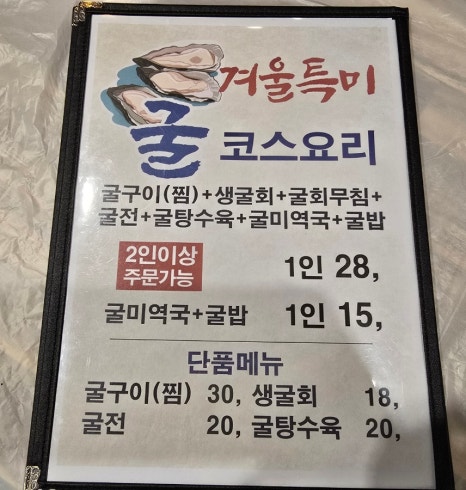 겨울특미
굴 코스요리
굴구이(찜)+생굴회+굴회무침+
굴전+굴탕수육+굴미역국+굴밥
2인이상
주문가능
1인 28,
굴미역국+굴밥 1인 15,
단품메뉴
굴구이(찜) 30, 생굴회 18,
굴전 20, 굴탕수육 20,